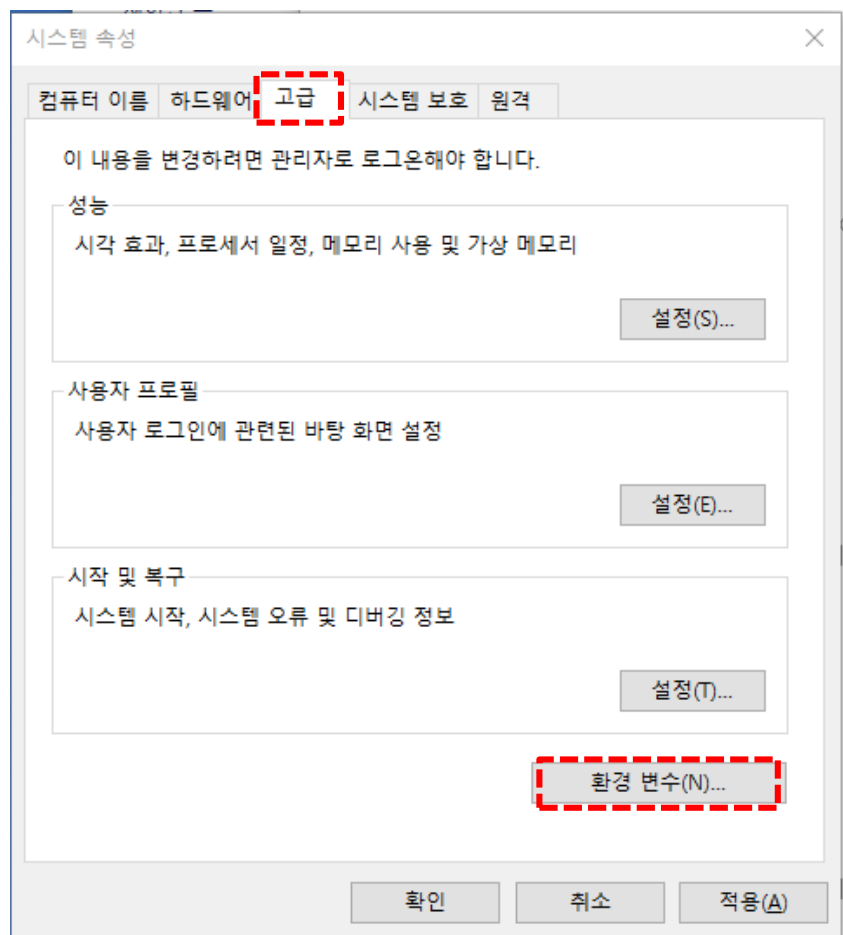 시스템 속성
컴퓨터 이름 하드웨어 고급 시스템 보호 원격
이 내용을 변경하려면 관리자로 로그온해야 합니다.
성능
시각 효과, 프로세서 일정, 메모리 사용 및 가상 메모리
설정(S)...
사용자 프로필
사용자 로그인에 관련된 바탕 화면 설정
설정(E)...
시작 및 복구
시스템 시작, 시스템 오류 및 디버깅 정보
설정(T)...
환경 변수(N)...
확인 취소 적용(A)